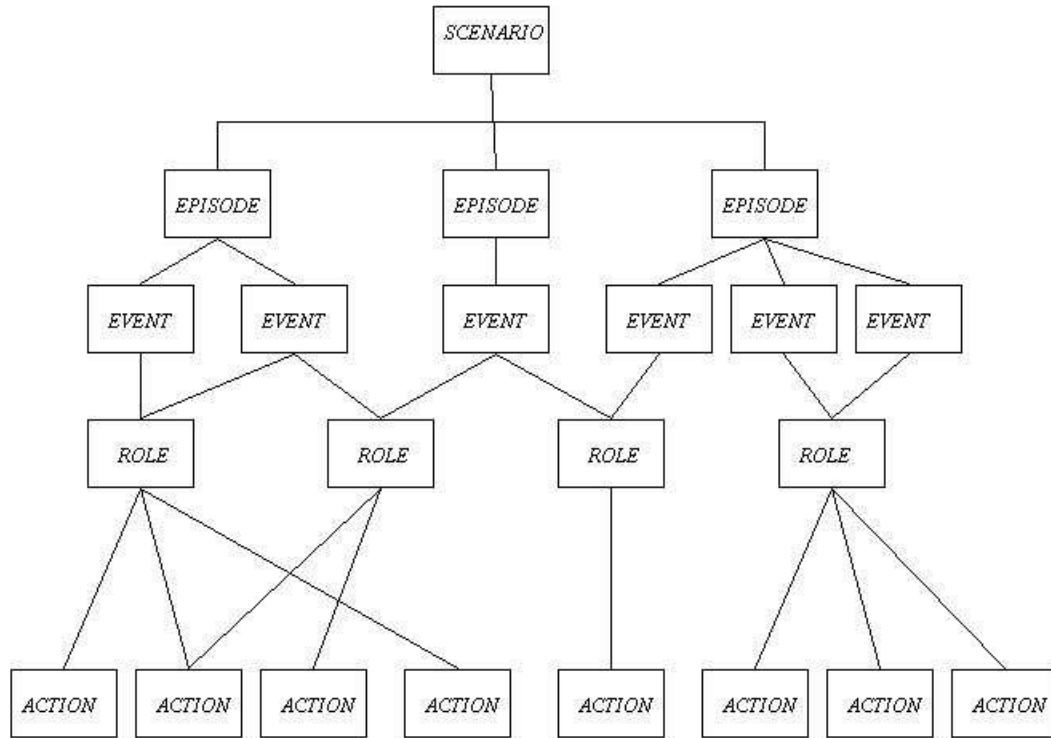 SCENARIO
EPISODE EPISODE EPISODE
EVENT EVENT EVENT EVENT EVENT EVENT
ROLE ROLE ROLE ROLE
ACTION ACTION ACTION ACTION ACTION ACTION ACTION ACTION